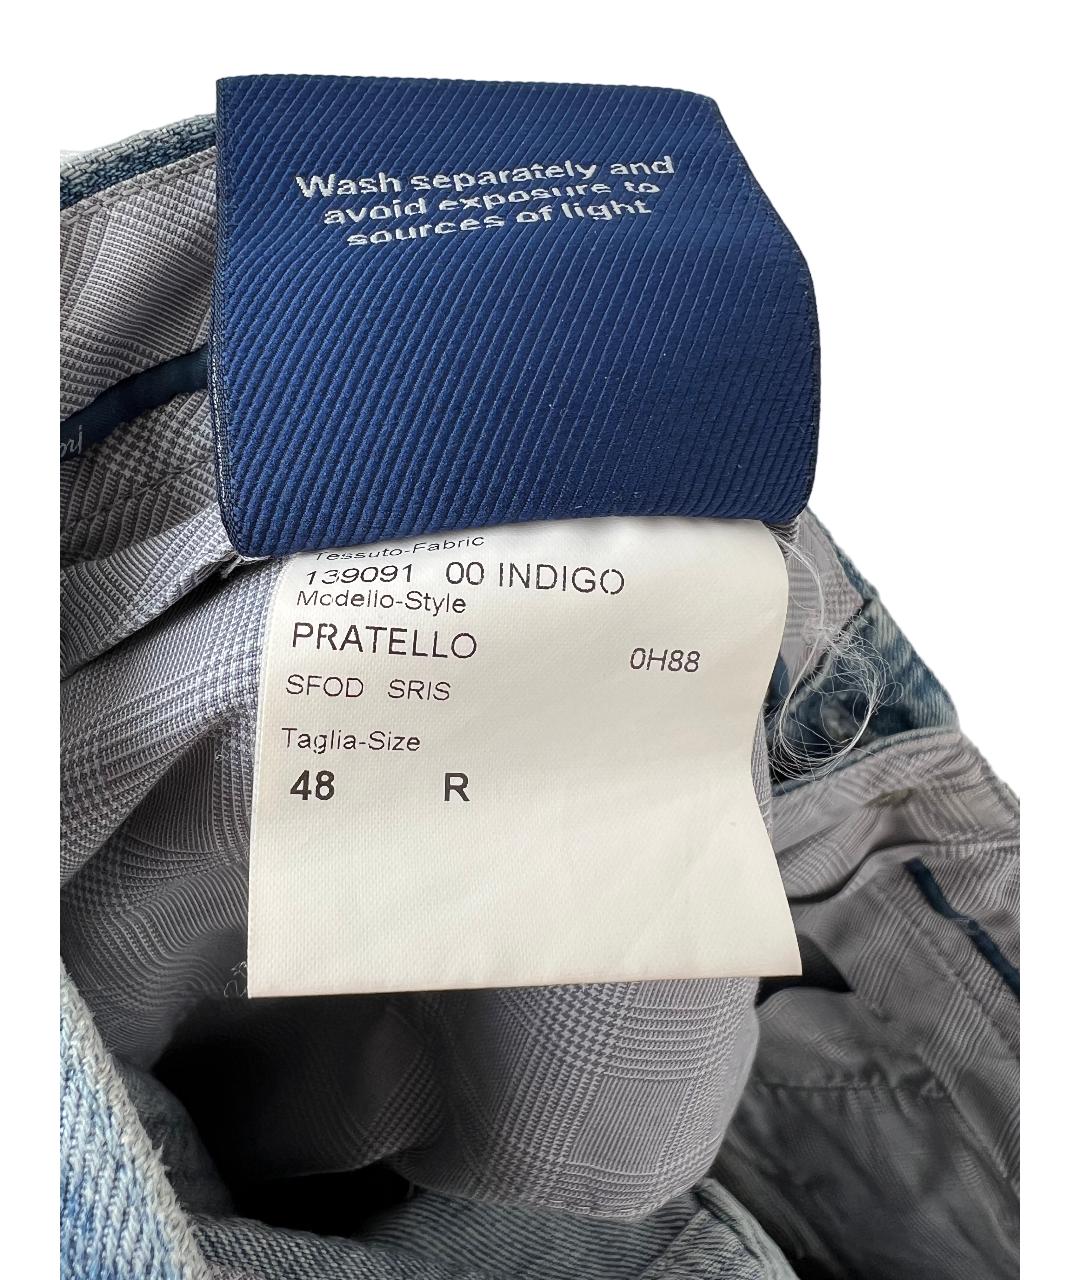 Wash separately and
avoid exposure to
sources of light
Tessuto-Fabric
139091 00 INDIGO
Modello-Style
PRATELLO 0H88
SFOD SRIS
Taglia-Size
48 R